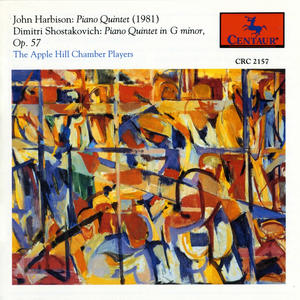 John Harbison: Piano Quintet (1981)
Dimitri Shostakovich: Piano Quintet in G minor,
Op. 57
The Apple Hill Chamber Players
CENTAUR
CRC 2157